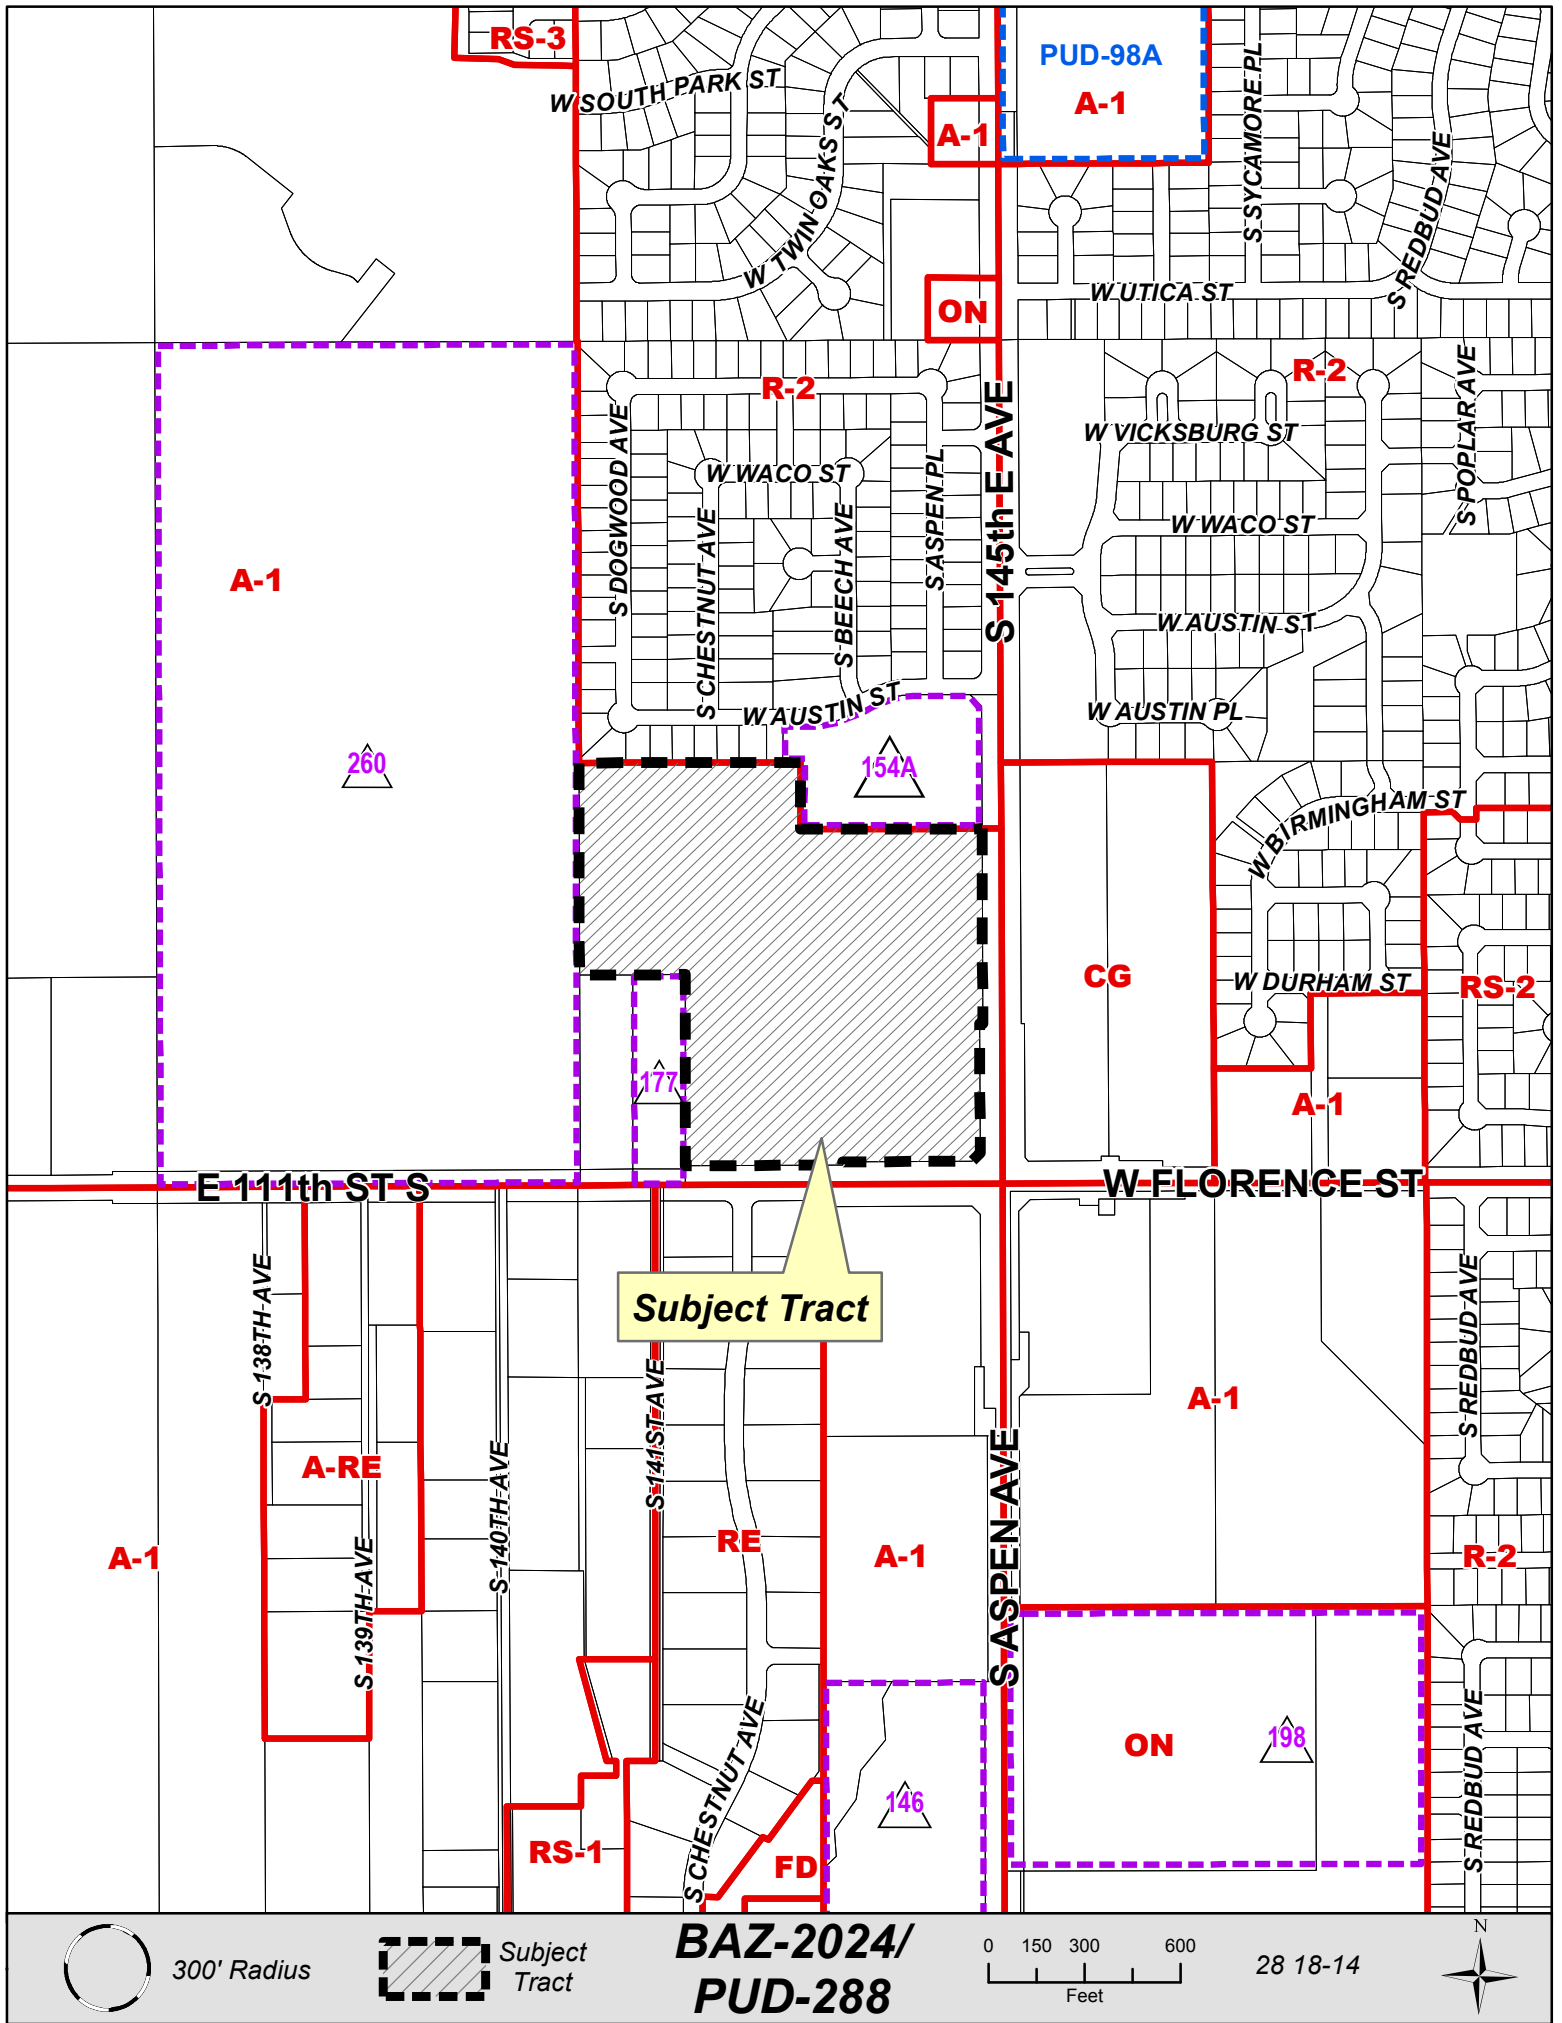 RS-3
PUD-98A
A-1
A-1
W SOUTH PARK ST
W TWIN OAKS ST
S SYCAMORE PL
S REDBUD AVE
W UTICA ST
ON
R-2
R-2
S 145th E AVE
S DOGWOOD AVE
S CHESTNUT AVE
W WACO ST
S BEECH AVE
S ASPEN PL
W VICKSBURG ST
S POPLAR AVE
W WACO ST
A-1
W AUSTIN ST
W AUSTIN ST
W AUSTIN PL
260
154A
W BIRMINGHAM ST
CG
W DURHAM ST
RS-2
177
A-1
E 111th ST S
W FLORENCE ST
Subject Tract
S 138TH AVE
S 141ST AVE
S REDBUD AVE
A-1
A-RE
S 140TH AVE
S ASPEN AVE
A-1
RE
A-1
R-2
S 139TH AVE
S CHESTNUT AVE
ON
198
146
S REDBUD AVE
RS-1
FD
300' Radius
Subject
Tract
BAZ-2024/
PUD-288
0 150 300 600
Feet
28 18-14
N